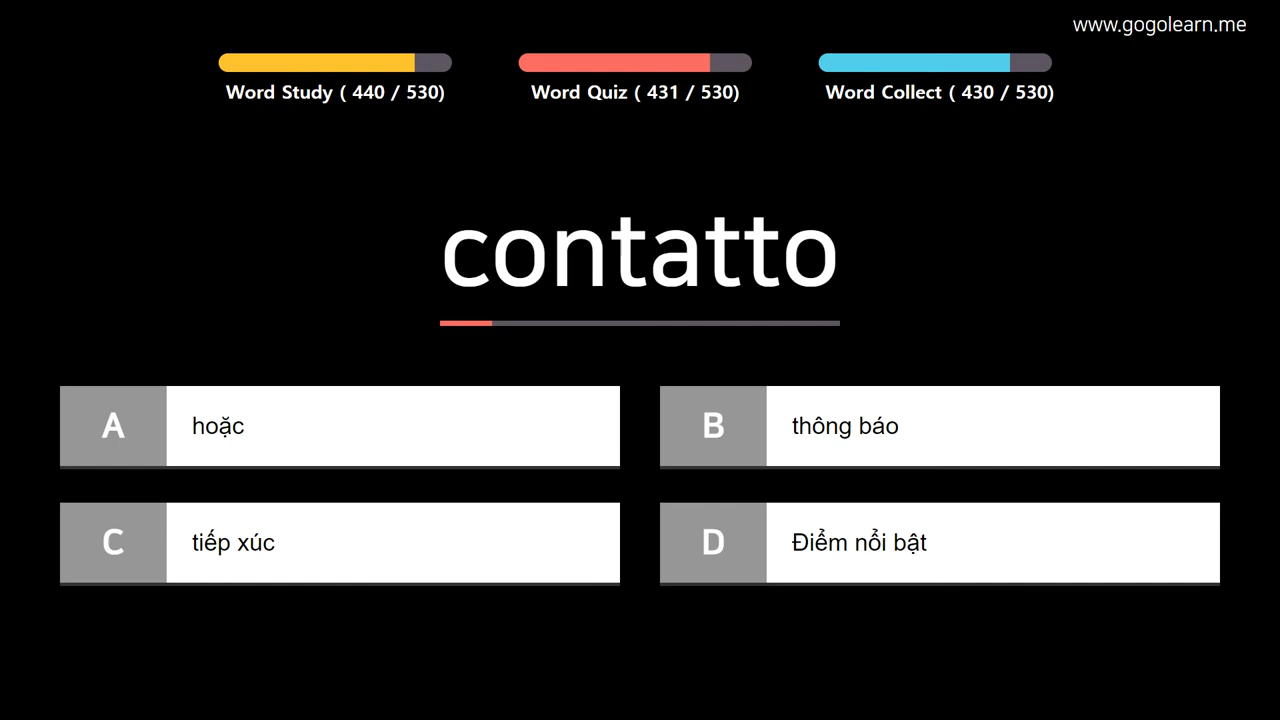 www.gogolearn.me
Word Study ( 440 / 530)
Word Quiz ( 431 / 530)
Word Collect ( 430 / 530)
contatto
A
hoặc
B
thông báo
C
tiếp xúc
D
Điểm nổi bật